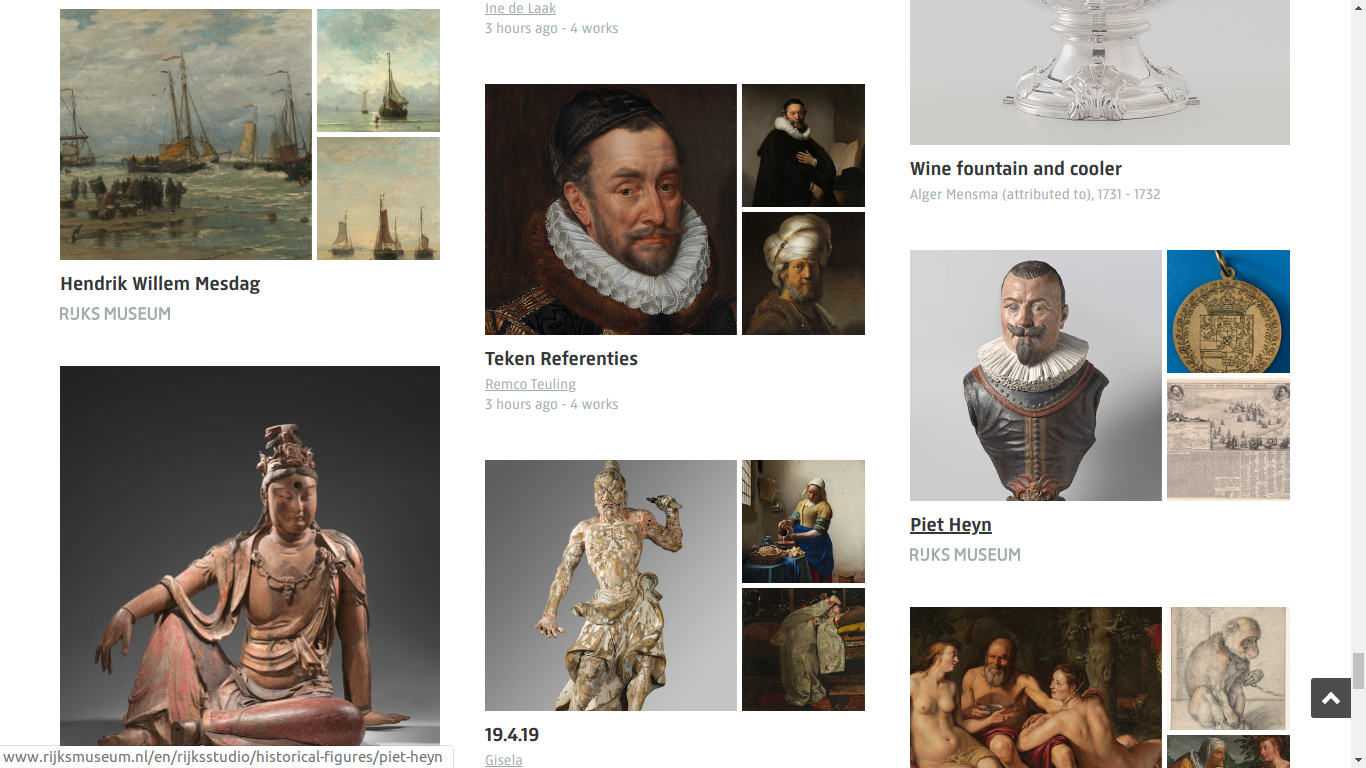 Hendrik Willem Mesdag
RIJKS MUSEUM
Ine de Laak
3 hours ago - 4 works
Teken Referenties
Remco Teuling
3 hours ago - 4 works
19.4.19
Gisela
Wine fountain and cooler
Alger Mensma (attributed to), 1731 - 1732
Piet Heyn
RIJKS MUSEUM
www.rijksmuseum.nl/en/rijksstudio/historical-figures/piet-heyn